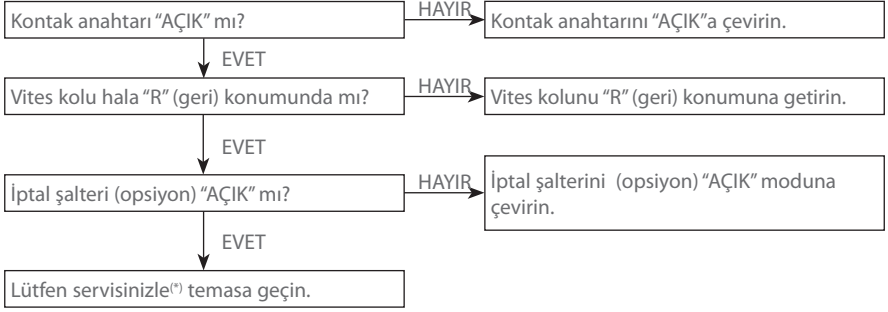 Kontak anahtarı “AÇIK” mı?
HAYIR
Kontak anahtarını “AÇIK”a çevirin.
EVET
Vites kolu hala “R” (geri) konumunda mı?
HAYIR
Vites kolunu “R” (geri) konumuna getirin.
EVET
İptal şalteri (opsiyon) “AÇIK” mı?
HAYIR
İptal şalterini (opsiyon) “AÇIK” moduna
çevirin.
EVET
Lütfen servisinizle(*) temasa geçin.